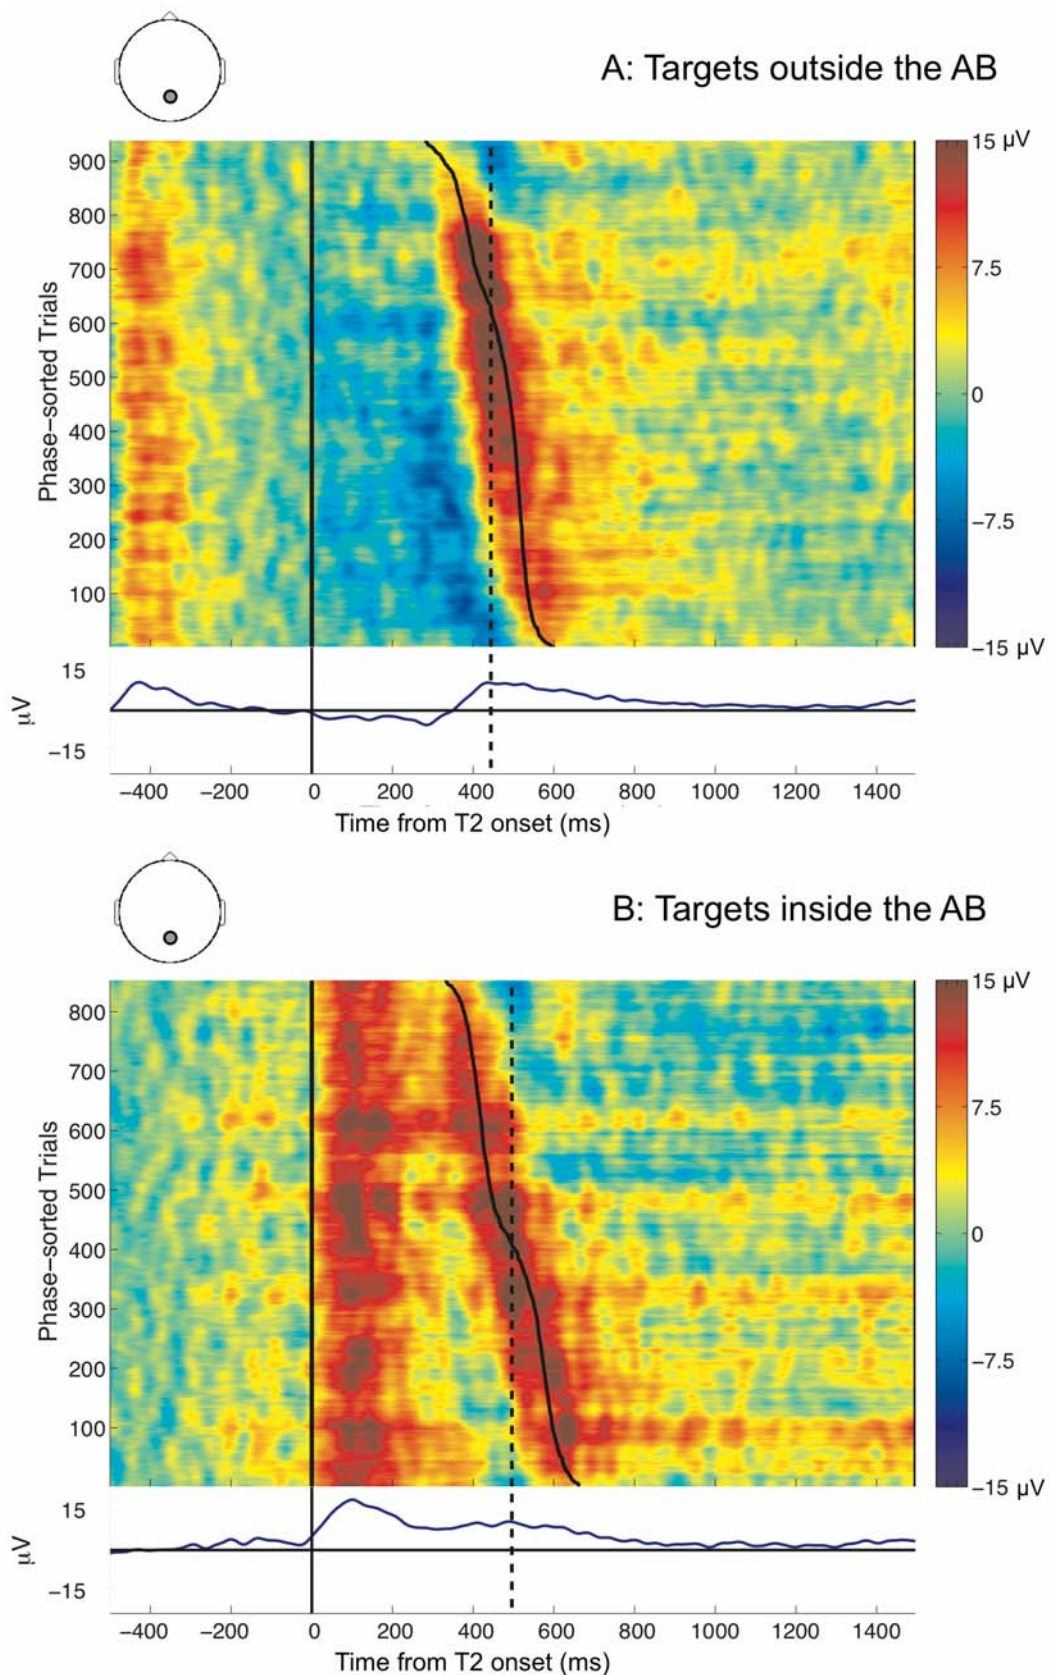 A: Targets outside the AB
15 µV
7.5
0
−7.5
−15 µV
Phase−sorted Trials
900
800
700
600
500
400
300
200
100
µV
15
−15
−400 −200 0 200 400 600 800 1000 1200 1400
Time from T2 onset (ms)
B: Targets inside the AB
15 µV
7.5
0
−7.5
−15 µV
Phase−sorted Trials
800
700
600
500
400
300
200
100
µV
15
−15
−400 −200 0 200 400 600 800 1000 1200 1400
Time from T2 onset (ms)